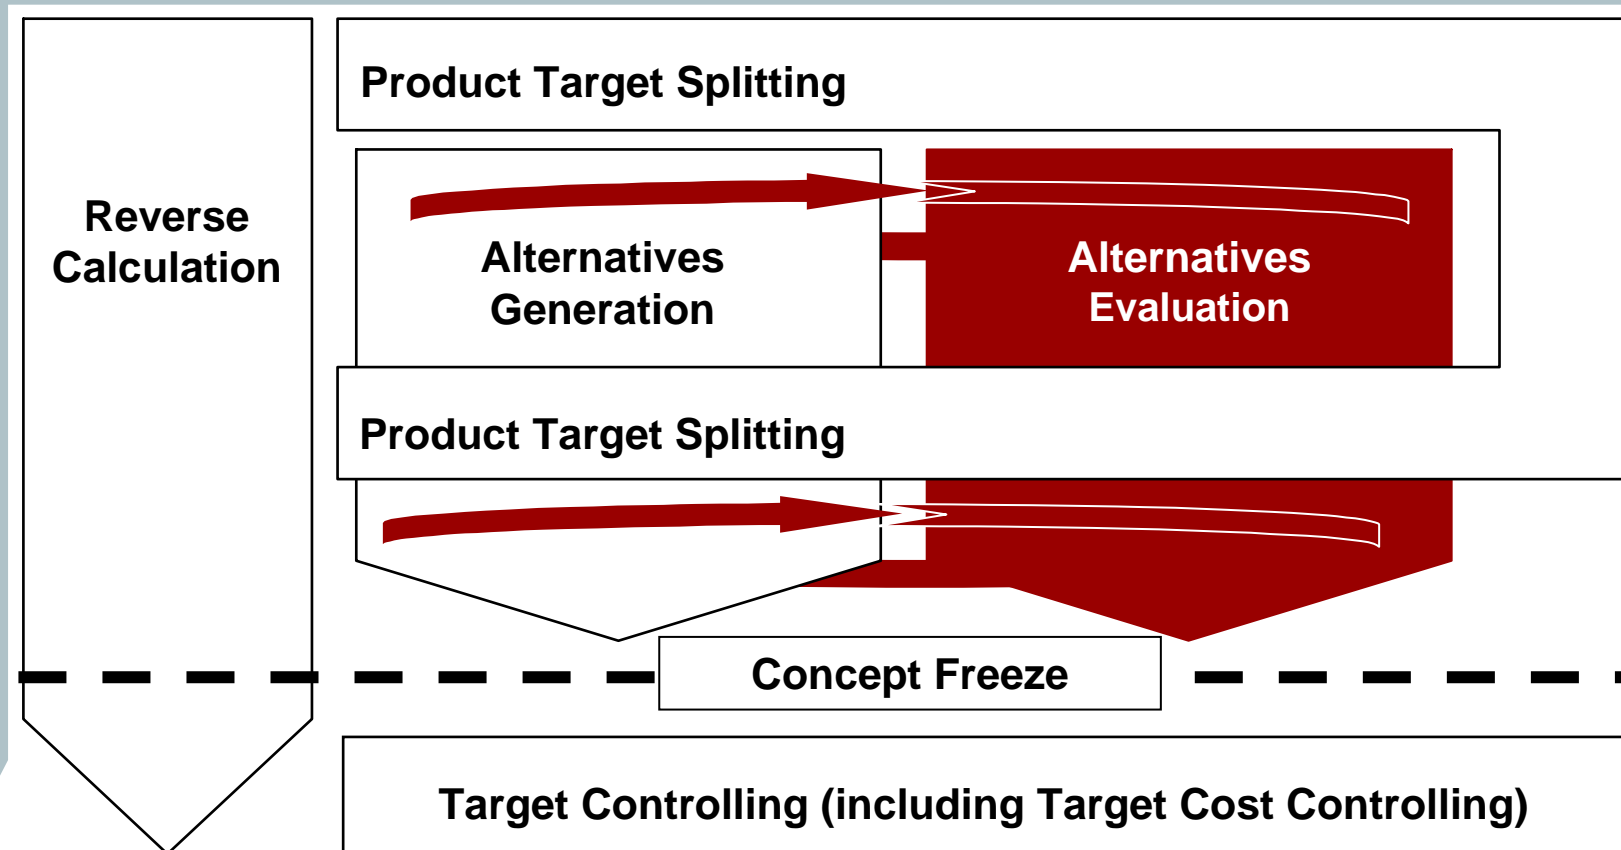 Product Target Splitting
Reverse
Calculation
Alternatives
Generation
Alternatives
Evaluation
Product Target Splitting
Concept Freeze
Target Controlling (including Target Cost Controlling)